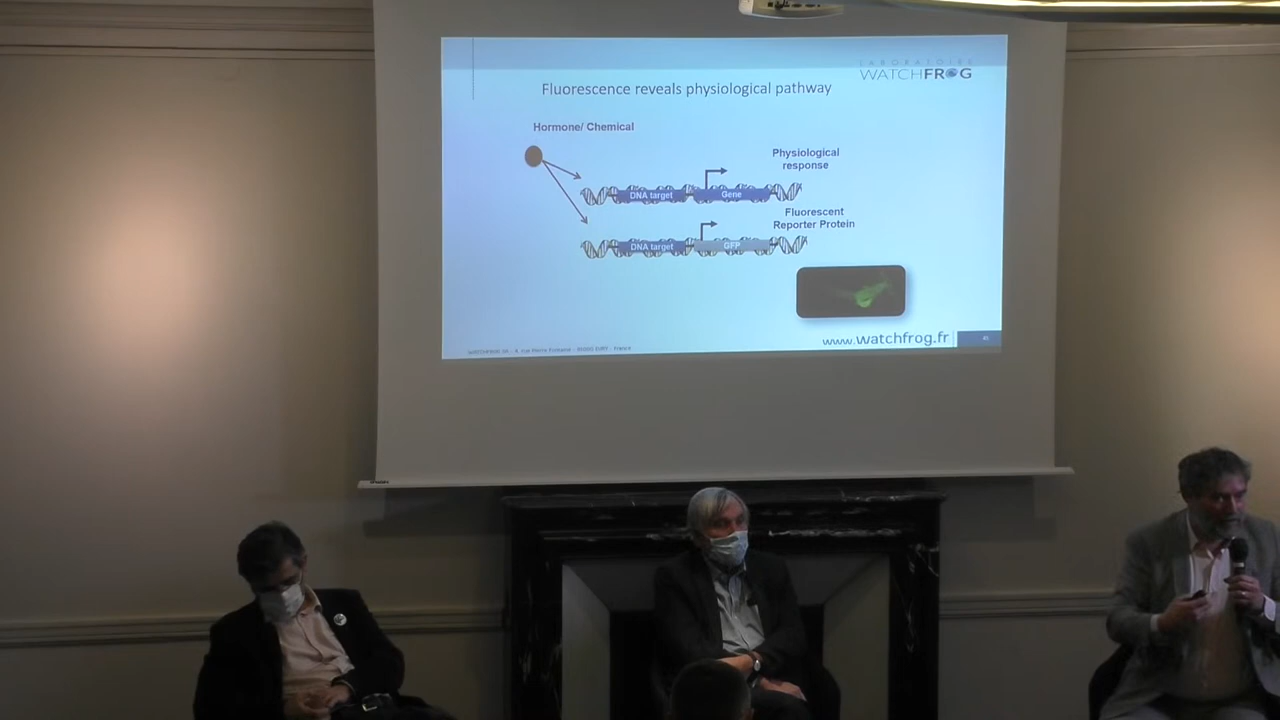 LABORATOIRE
WATCHFROG
Fluorescence reveals physiological pathway
Hormone/ Chemical
Physiological
response
DNA target
Gene
Fluorescent
Reporter Protein
DNA target
GFP
www.watchfrog.fr